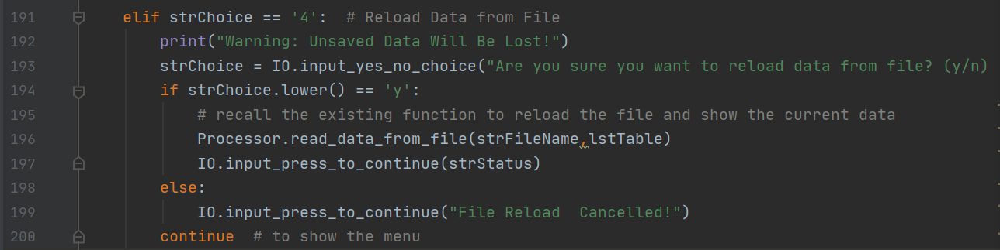 191 elif strChoice == '4':  # Reload Data from File
192 print("Warning: Unsaved Data Will Be Lost!")
193 strChoice = IO.input_yes_no_choice("Are you sure you want to reload data from file? (y/n)
194 if strChoice.lower() == 'y':
195 # recall the existing function to reload the file and show the current data
196 Processor.read_data_from_file(strFileName,lstTable)
197 IO.input_press_to_continue(strStatus)
198 else:
199 IO.input_press_to_continue("File Reload  Cancelled!")
200 continue  # to show the menu